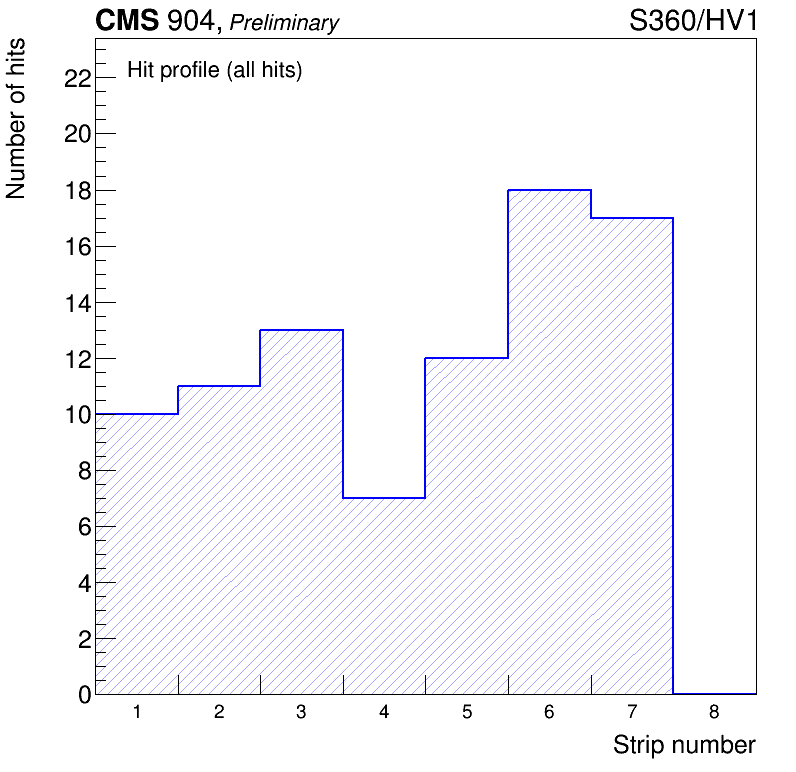 CMS 904, Preliminary S360/HV1
Number of hits
Hit profile (all hits)
22
20
18
16
14
12
10
8
6
4
2
0
1 2 3 4 5 6 7 8
Strip number